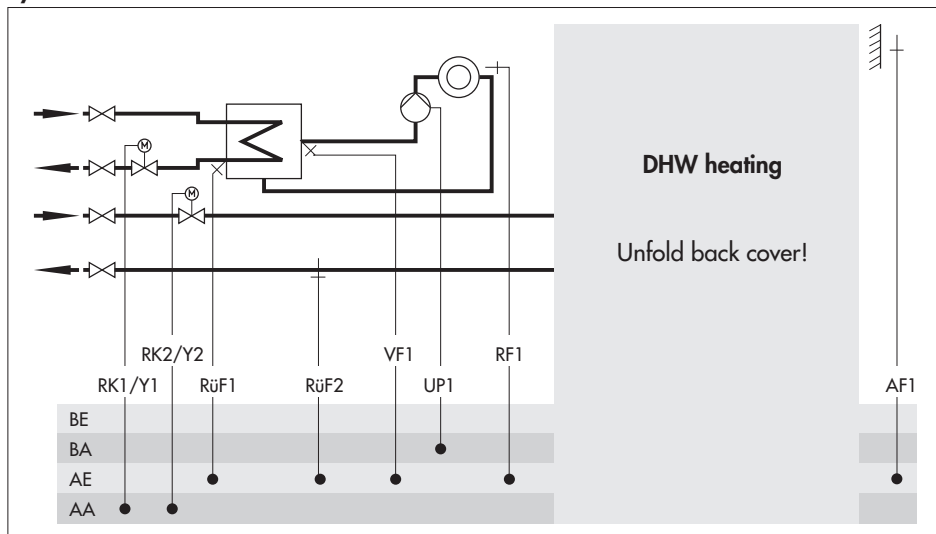 M
M
DHW heating
Unfold back cover!
RK2/Y2 VF1 RF1
RK1/Y1 RüF1 RüF2 UP1 AF1
BE
BA
AE
AA